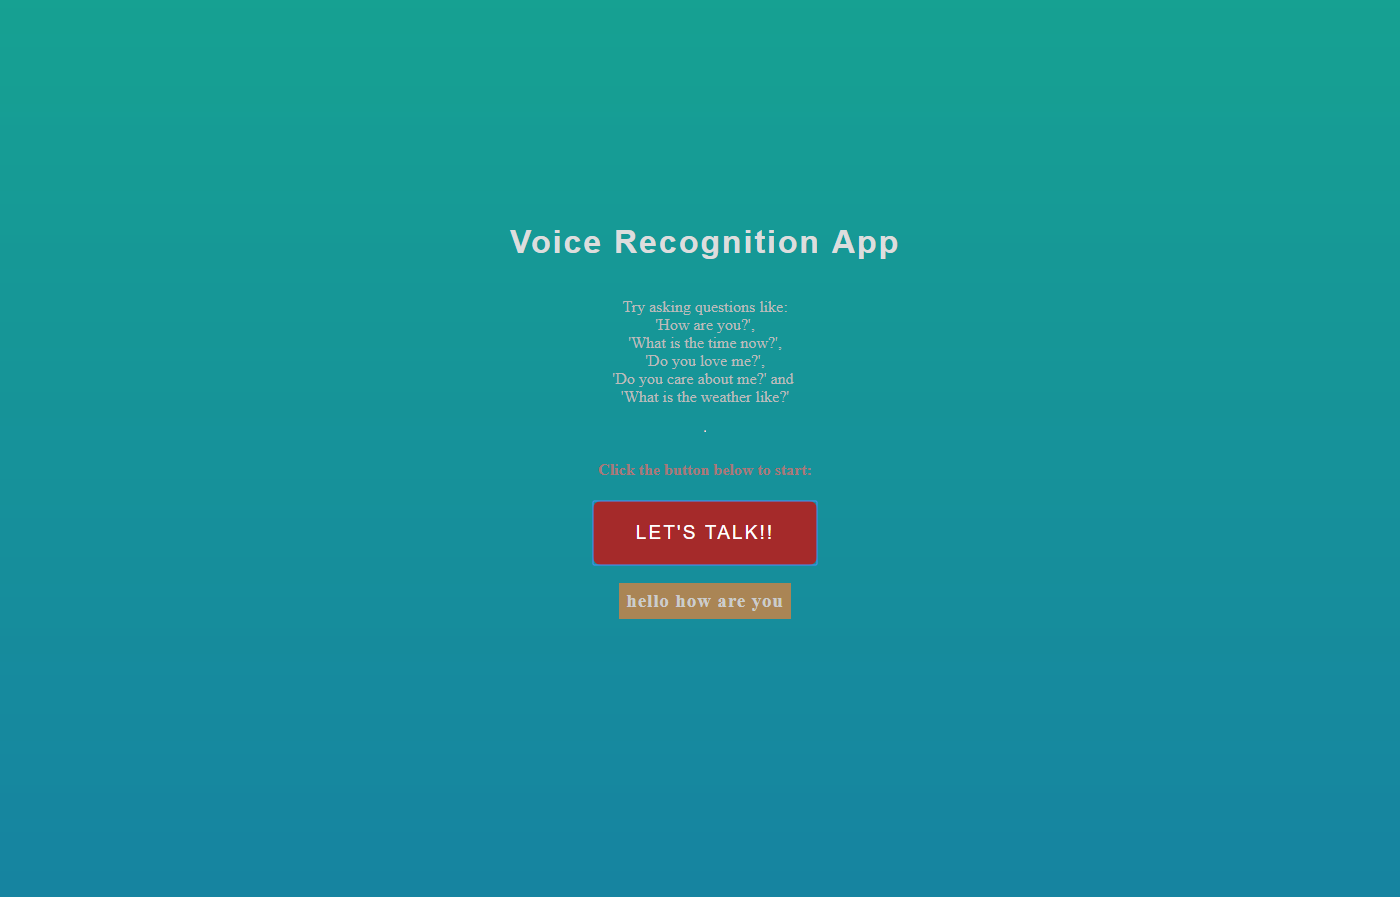 Voice Recognition App
Try asking questions like:
'How are you?',
'What is the time now?',
'Do you love me?',
'Do you care about me?' and
'What is the weather like?'
.
Click the button below to start:
LET'S TALK!!
hello how are you